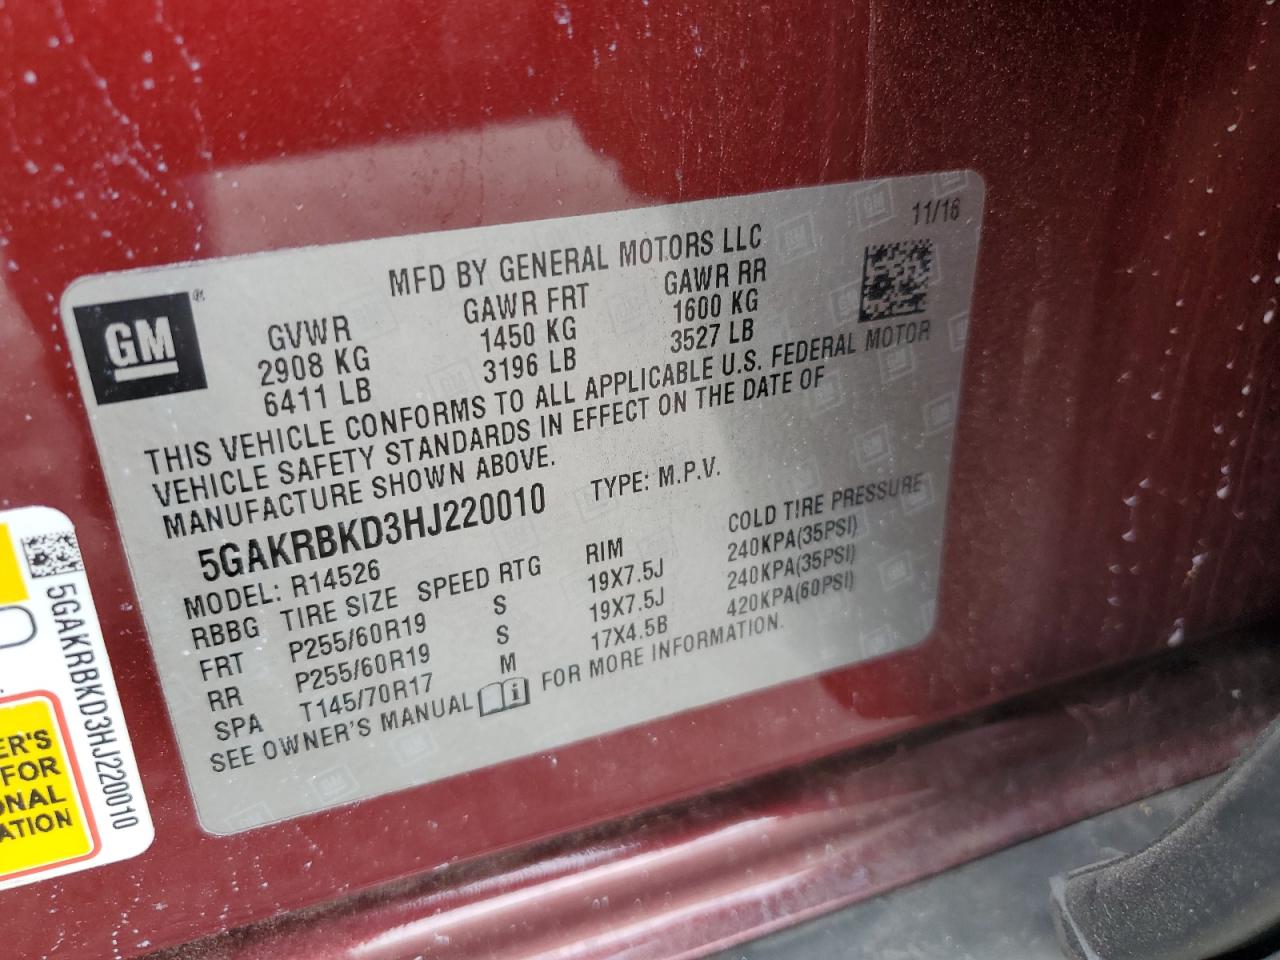 11/16
MFD BY GENERAL MOTORS LLC
GM
®
GVWR GAWR FRT GAWR RR
2908 KG 1450 KG 1600 KG
6411 LB 3196 LB 3527 LB
THIS VEHICLE CONFORMS TO ALL APPLICABLE U.S. FEDERAL MOTOR
VEHICLE SAFETY STANDARDS IN EFFECT ON THE DATE OF
MANUFACTURE SHOWN ABOVE.
5GAKRBKD3HJ220010 TYPE: M.P.V.
MODEL: R14526
RBBG TIRE SIZE SPEED RTG RIM COLD TIRE PRESSURE
FRT P255/60R19 S 19X7.5J 240KPA(35PSI)
RR P255/60R19 S 19X7.5J 240KPA(35PSI)
SPA T145/70R17 M 17X4.5B 420KPA(60PSI)
SEE OWNER'S MANUAL FOR MORE INFORMATION.
5GAKRBKD3HJ220010
ER'S
FOR
ONAL
ATION